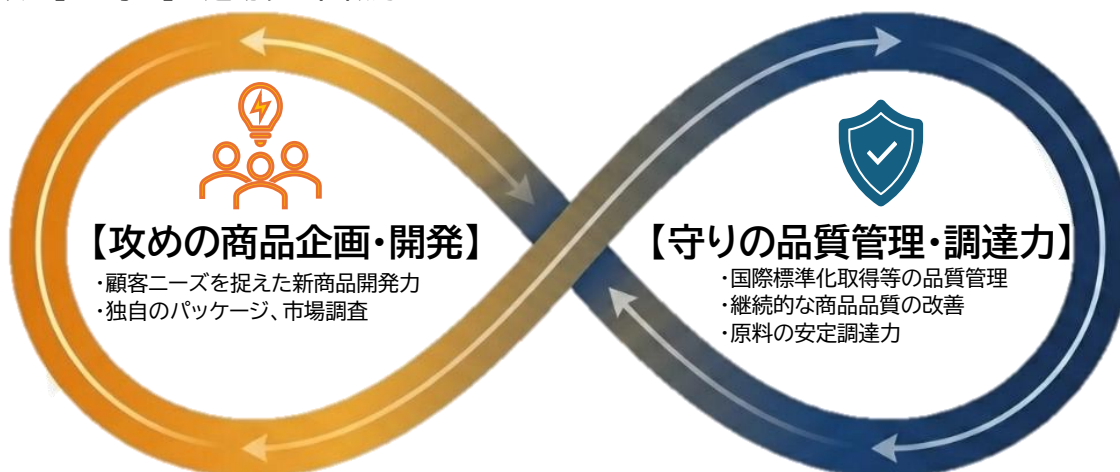 【攻めの商品企画・開発】
・顧客ニーズを捉えた新商品開発力
・独自のパッケージ、市場調査
【守りの品質管理・調達力】
・国際標準化取得等の品質管理
・継続的な商品品質の改善
・原料の安定調達力